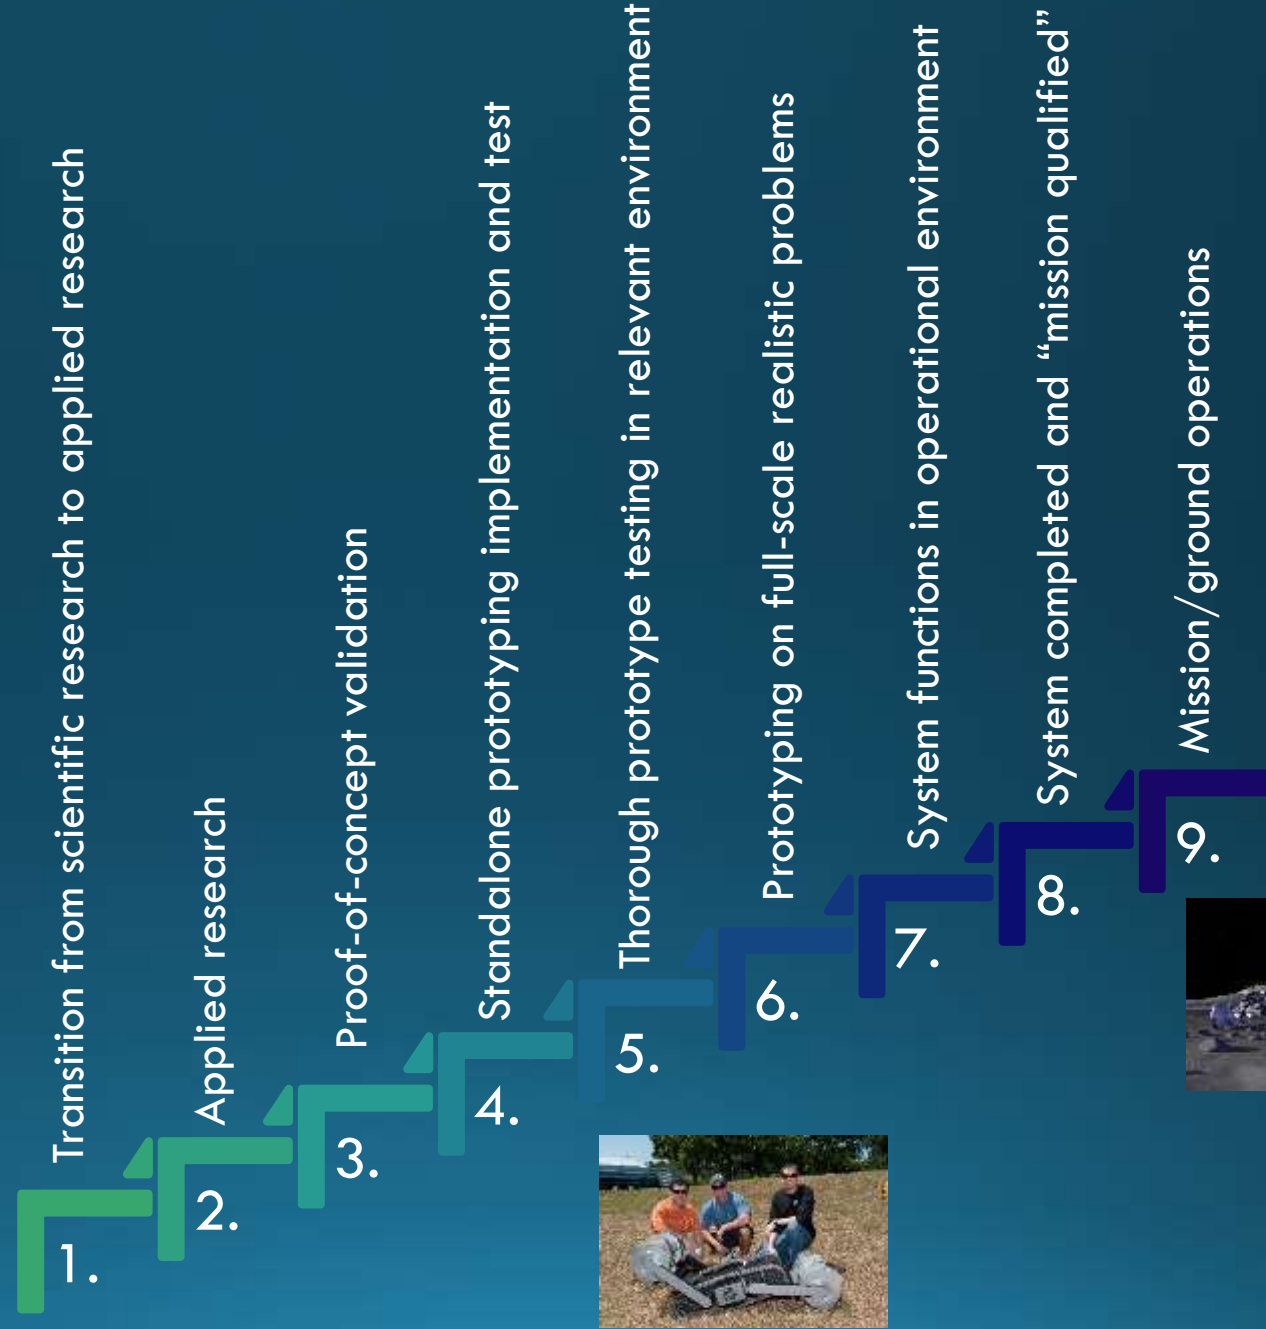 1.
Transition from scientific research to applied research
2.
Applied research
3.
Proof-of-concept validation
4.
Standalone prototyping implementation and test
5.
Thorough prototype testing in relevant environment
6.
Prototyping on full-scale realistic problems
7.
System functions in operational environment
8.
System completed and “mission qualified”
9.
Mission/ground operations